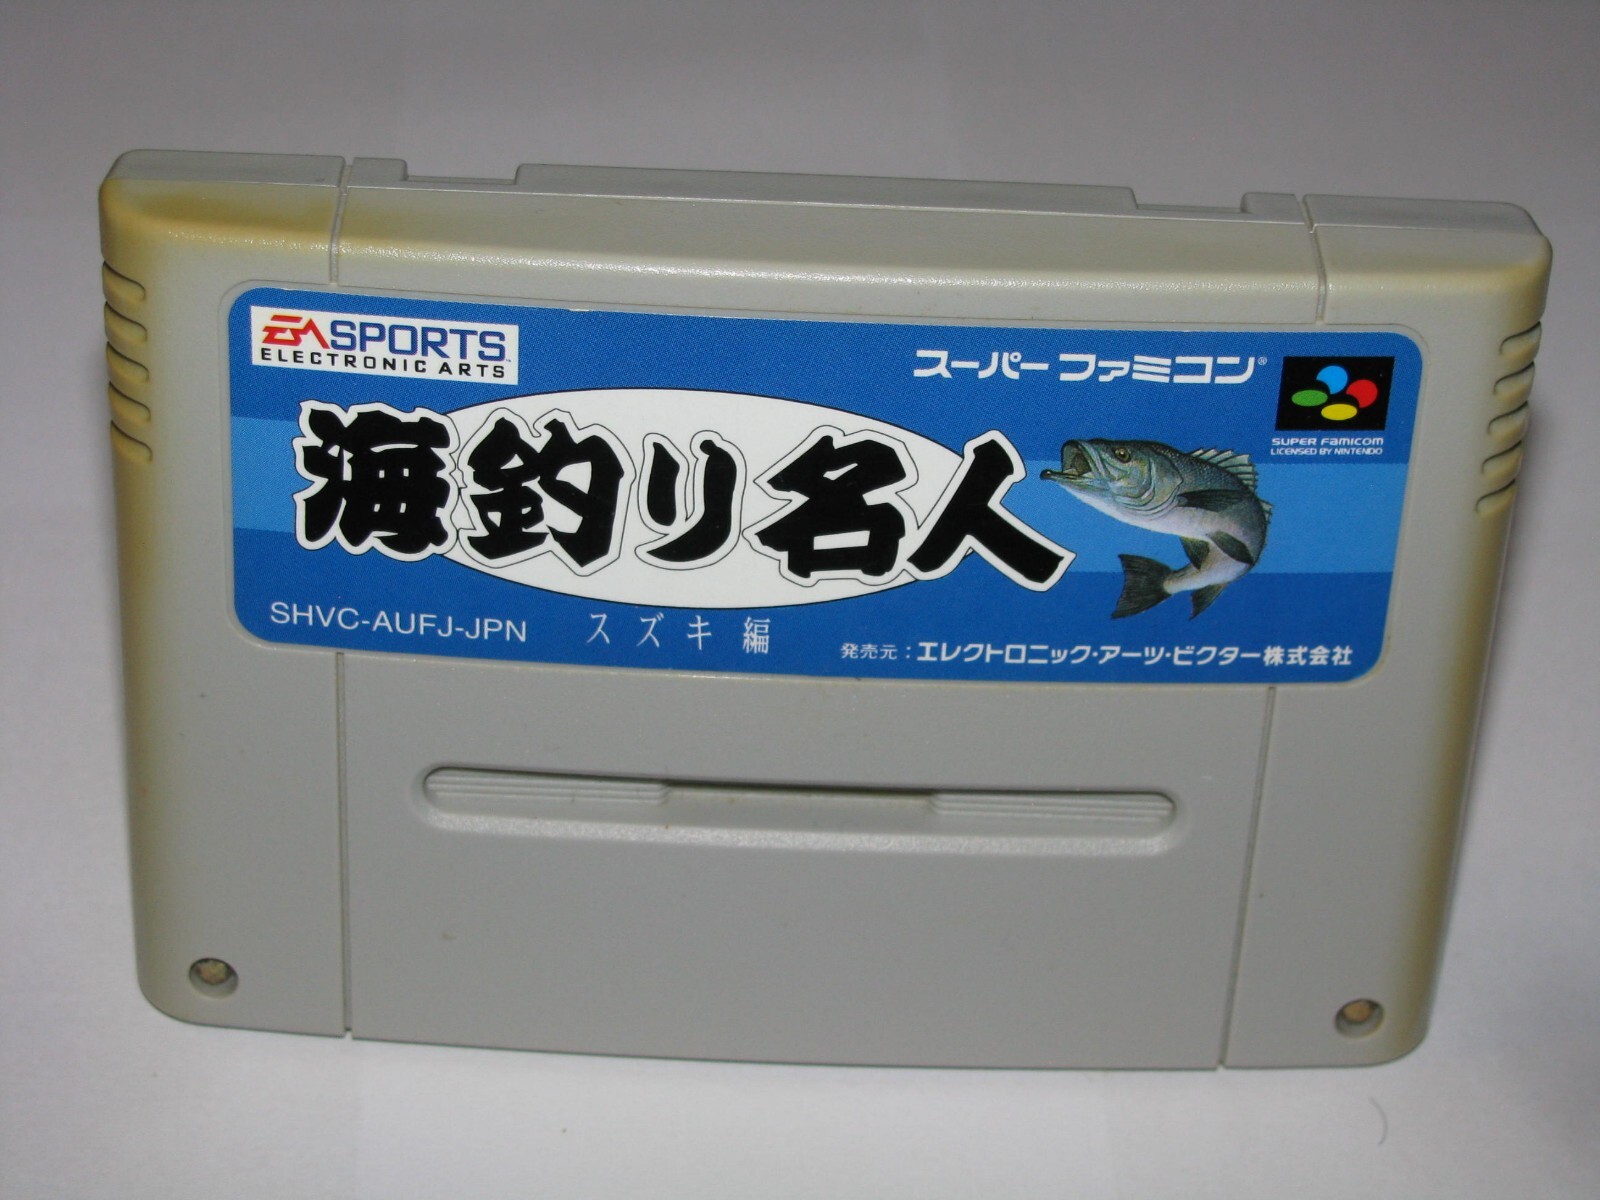 EA SPORTS™
ELECTRONIC ARTS
スーパーファミコン®
SUPER FAMICOM
LICENSED BY NINTENDO
海釣り名人
スズキ編
SHVC-AUFJ-JPN
発売元：エレクトロニック・アーツ・ビクター株式会社